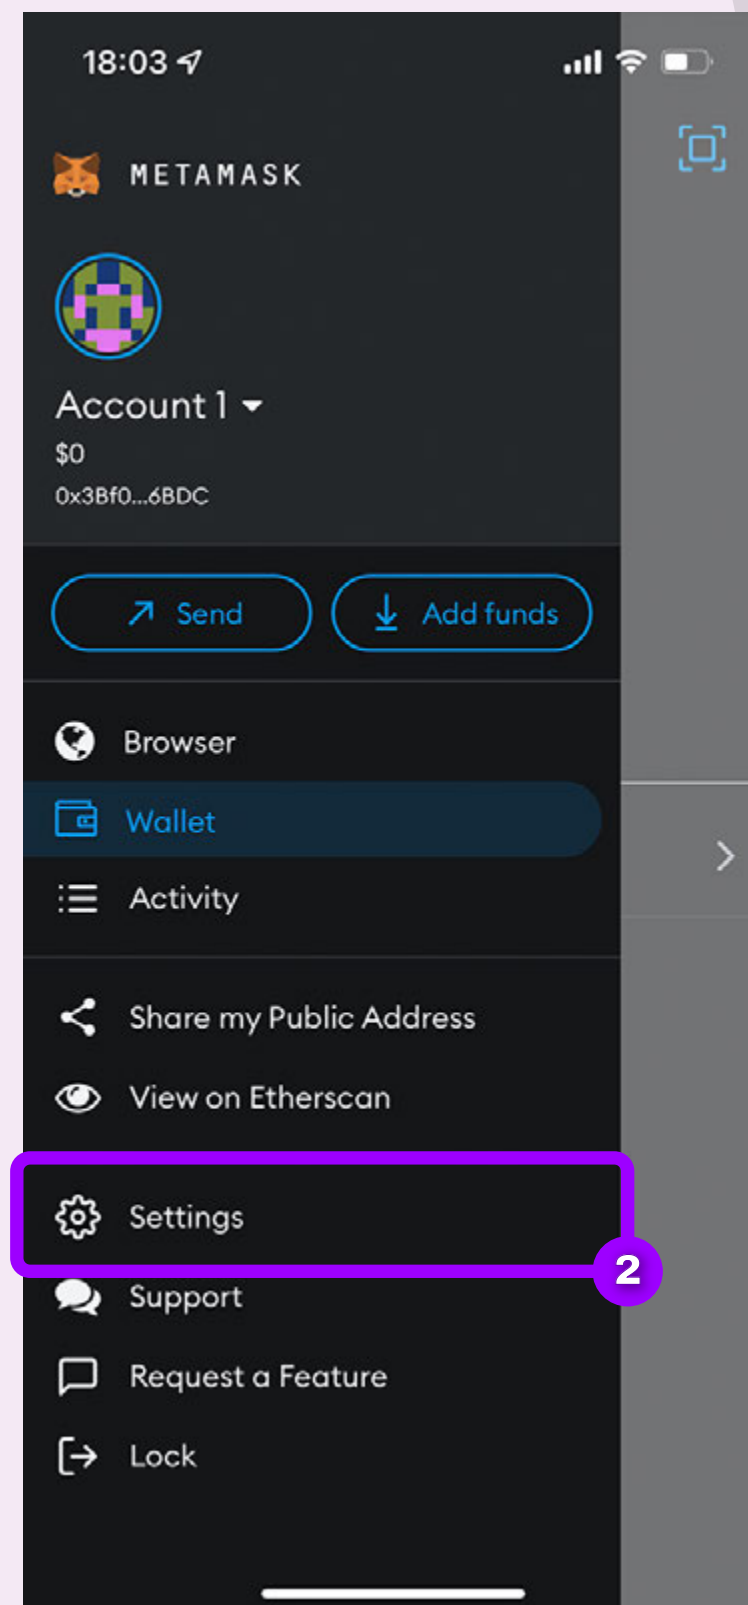 18:03
METAMASK
Account 1
$0
0x3Bf0...6BDC
Send
Add funds
Browser
Wallet
Activity
Share my Public Address
View on Etherscan
Settings
2
Support
Request a Feature
Lock